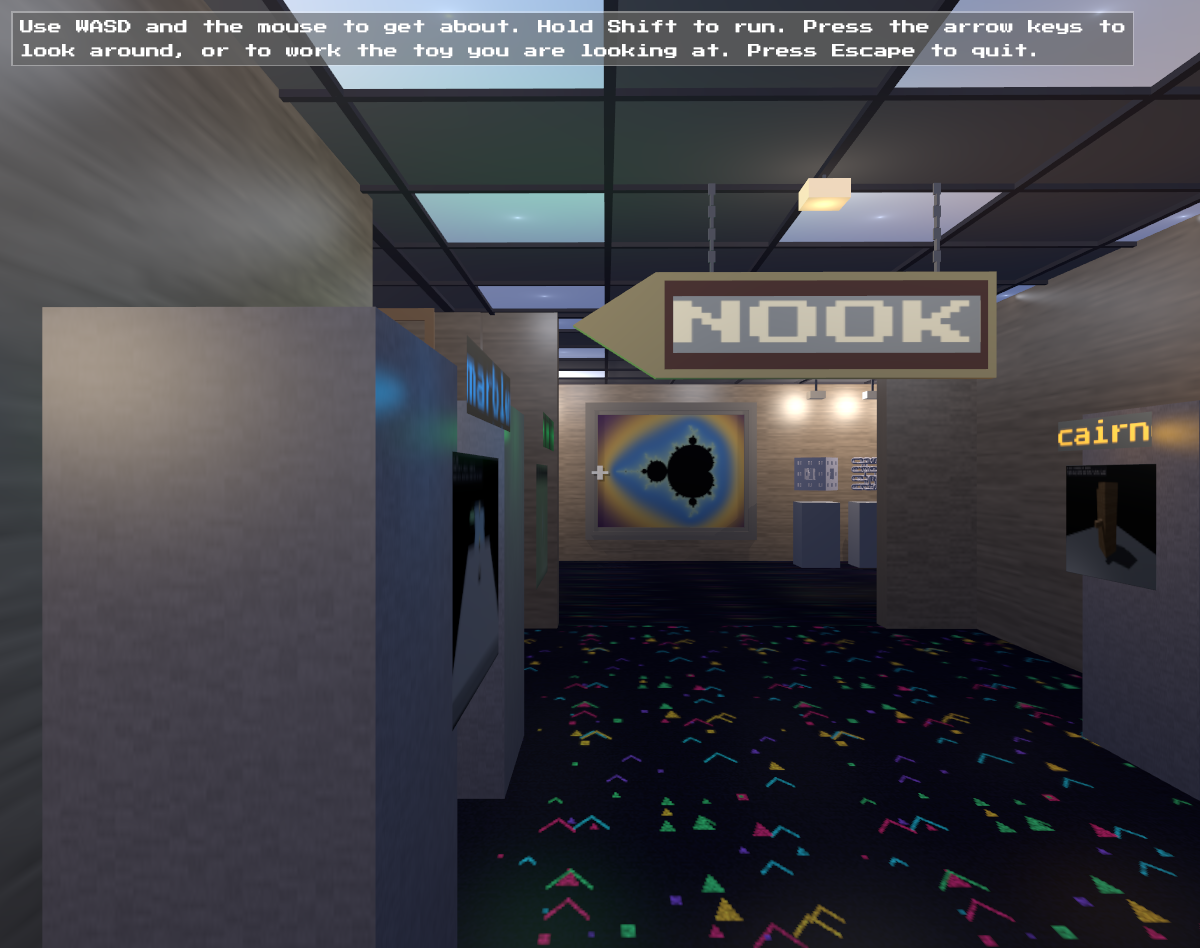 Use WASD and the mouse to get about. Hold Shift to run. Press the arrow keys to
look around, or to work the toy you are looking at. Press Escape to quit.
NOOK
marble
cairn